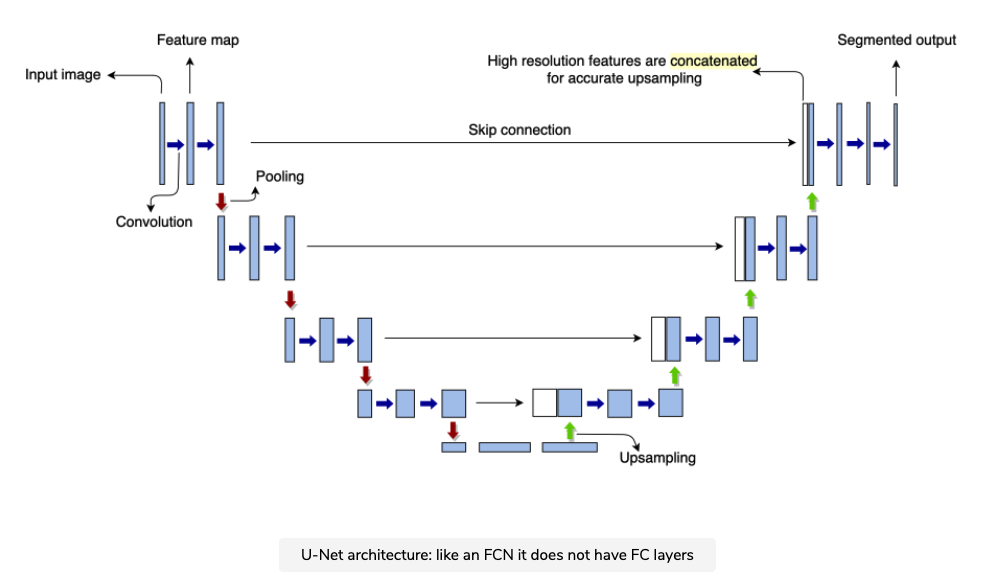 Feature map
Input image
High resolution features are concatenated
for accurate upsampling
Segmented output
Skip connection
Pooling
Convolution
Upsampling
U-Net architecture: like an FCN it does not have FC layers